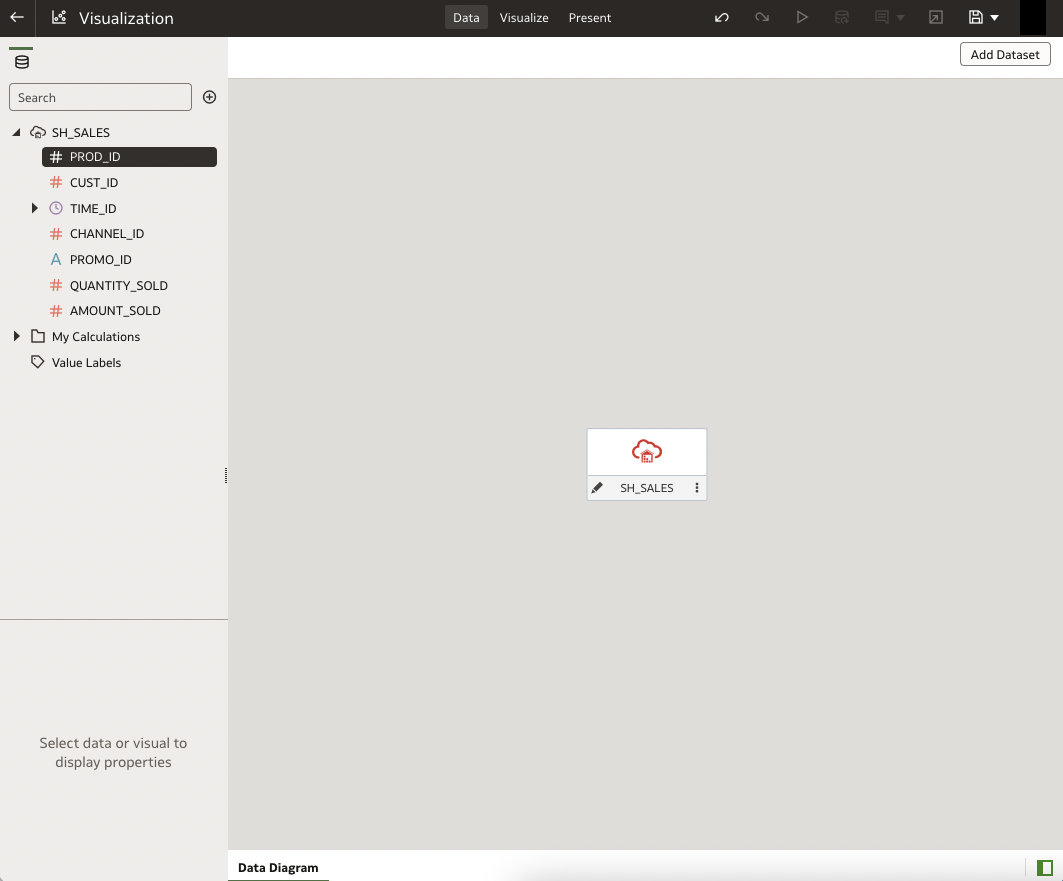 Visualization
Data
Visualize
Present
Add Dataset
Search
SH_SALES
PROD_ID
CUST_ID
TIME_ID
CHANNEL_ID
A PROMO_ID
QUANTITY_SOLD
AMOUNT_SOLD
My Calculations
Value Labels
SH_SALES
Select data or visual to
display properties
Data Diagram